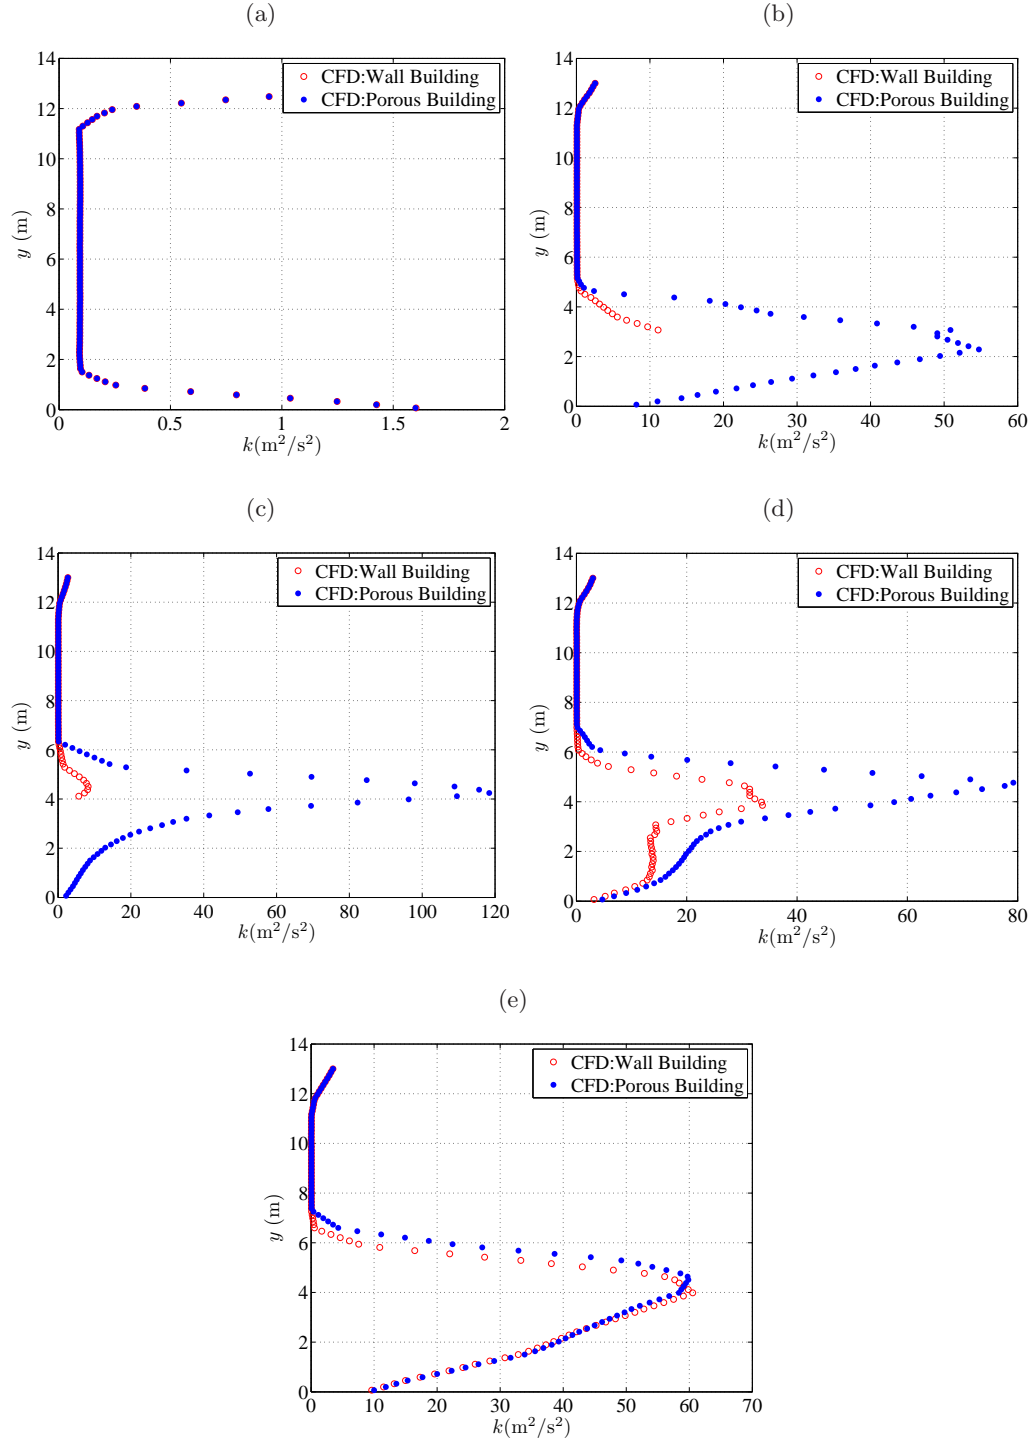 (a)
14
12
10
8
6
4
2
0
y (m)
0 0.5 1 1.5 2
k(m²/s²)
CFD:Wall Building
CFD:Porous Building
(b)
14
12
10
8
6
4
2
0
y (m)
0 10 20 30 40 50 60
k(m²/s²)
CFD:Wall Building
CFD:Porous Building
(c)
14
12
10
8
6
4
2
0
y (m)
0 20 40 60 80 100 120
k(m²/s²)
CFD:Wall Building
CFD:Porous Building
(d)
14
12
10
8
6
4
2
0
y (m)
0 20 40 60 80
k(m²/s²)
CFD:Wall Building
CFD:Porous Building
(e)
14
12
10
8
6
4
2
0
y (m)
0 10 20 30 40 50 60 70
k(m²/s²)
CFD:Wall Building
CFD:Porous Building